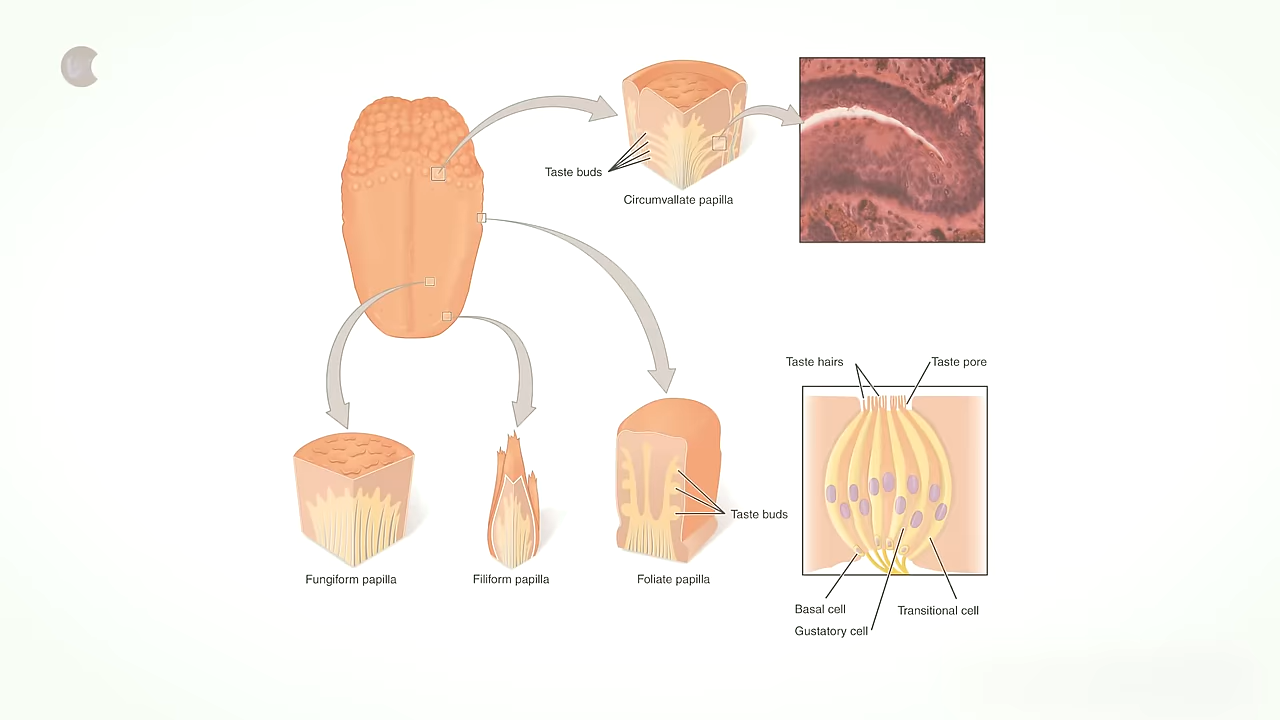 Taste buds
Circumvallate papilla
Taste hairs
Taste pore
Taste buds
Fungiform papilla
Filiform papilla
Foliate papilla
Basal cell
Transitional cell
Gustatory cell